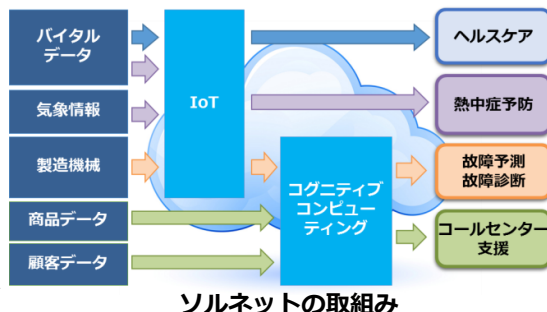 バイタル
データ
気象情報
製造機械
商品データ
顧客データ
IoT
コグニティブ
コンピュー
ティング
ヘルスケア
熱中症予防
故障予測
故障診断
コールセンター
支援
ソルネットの取組み